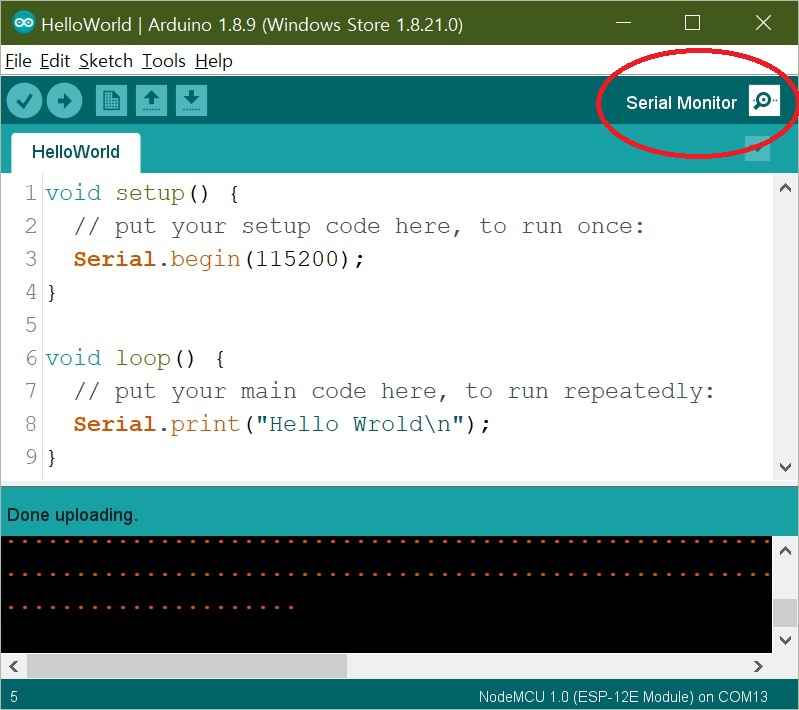 HelloWorld | Arduino 1.8.9 (Windows Store 1.8.21.0)
File Edit Sketch Tools Help
Serial Monitor
HelloWorld
1 void setup() {
2   // put your setup code here, to run once:
3   Serial.begin(115200);
4 }
5
6 void loop() {
7   // put your main code here, to run repeatedly:
8   Serial.print("Hello Wrold\n");
9 }
Done uploading.
5 NodeMCU 1.0 (ESP-12E Module) on COM13